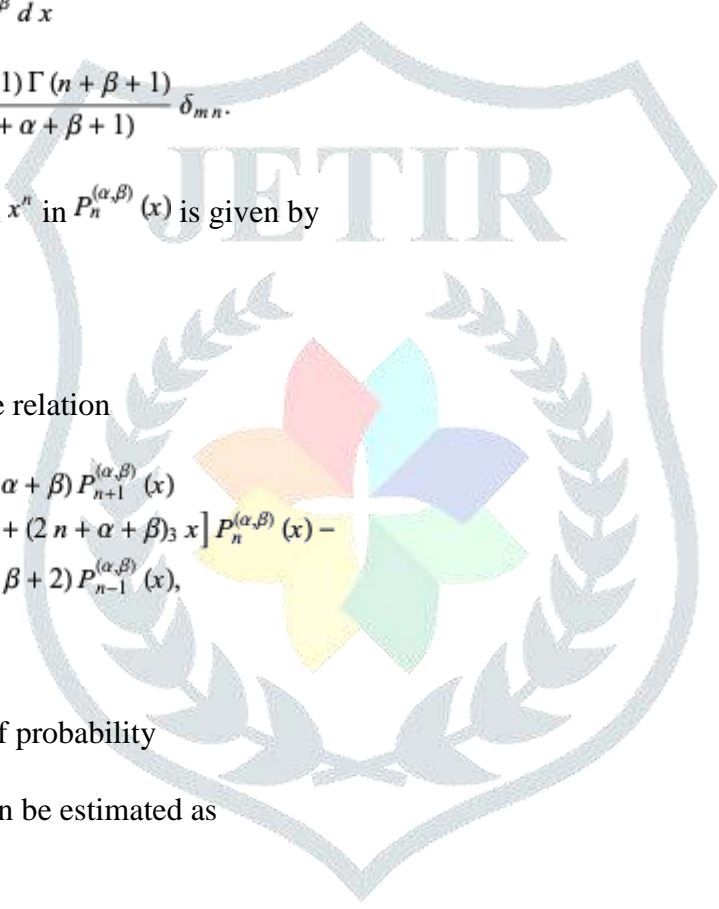 β d x
1) Γ (n + β + 1)
+ α + β + 1) δ_{m n}.
JETIR
x^n in P_n^{(α,β)} (x) is given by
e relation
α + β) P_{n+1}^{(α,β)} (x)
+ (2 n + α + β)_3 x] P_n^{(α,β)} (x) −
β + 2) P_{n−1}^{(α,β)} (x),
f probability
n be estimated as